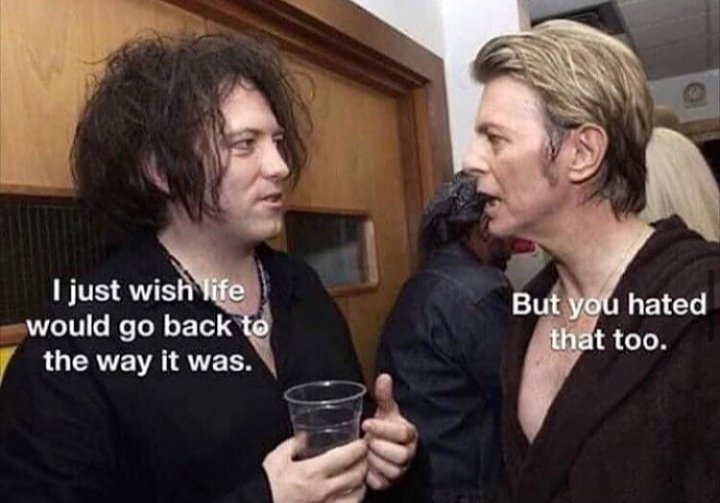 I just wish life
would go back to
the way it was.
But you hated
that too.